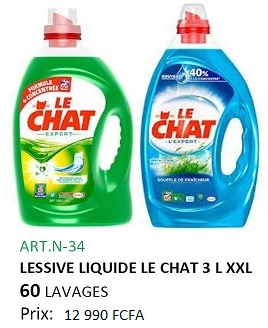 FORMULE
+ CONCENTRÉE
LE
CHAT
EXPERT
40%
LE
CHAT
L'EXPERT
SOUFFLE DE FRAÎCHEUR
ART.N-34
LESSIVE LIQUIDE LE CHAT 3 L XXL
60 LAVAGES
Prix: 12 990 FCFA